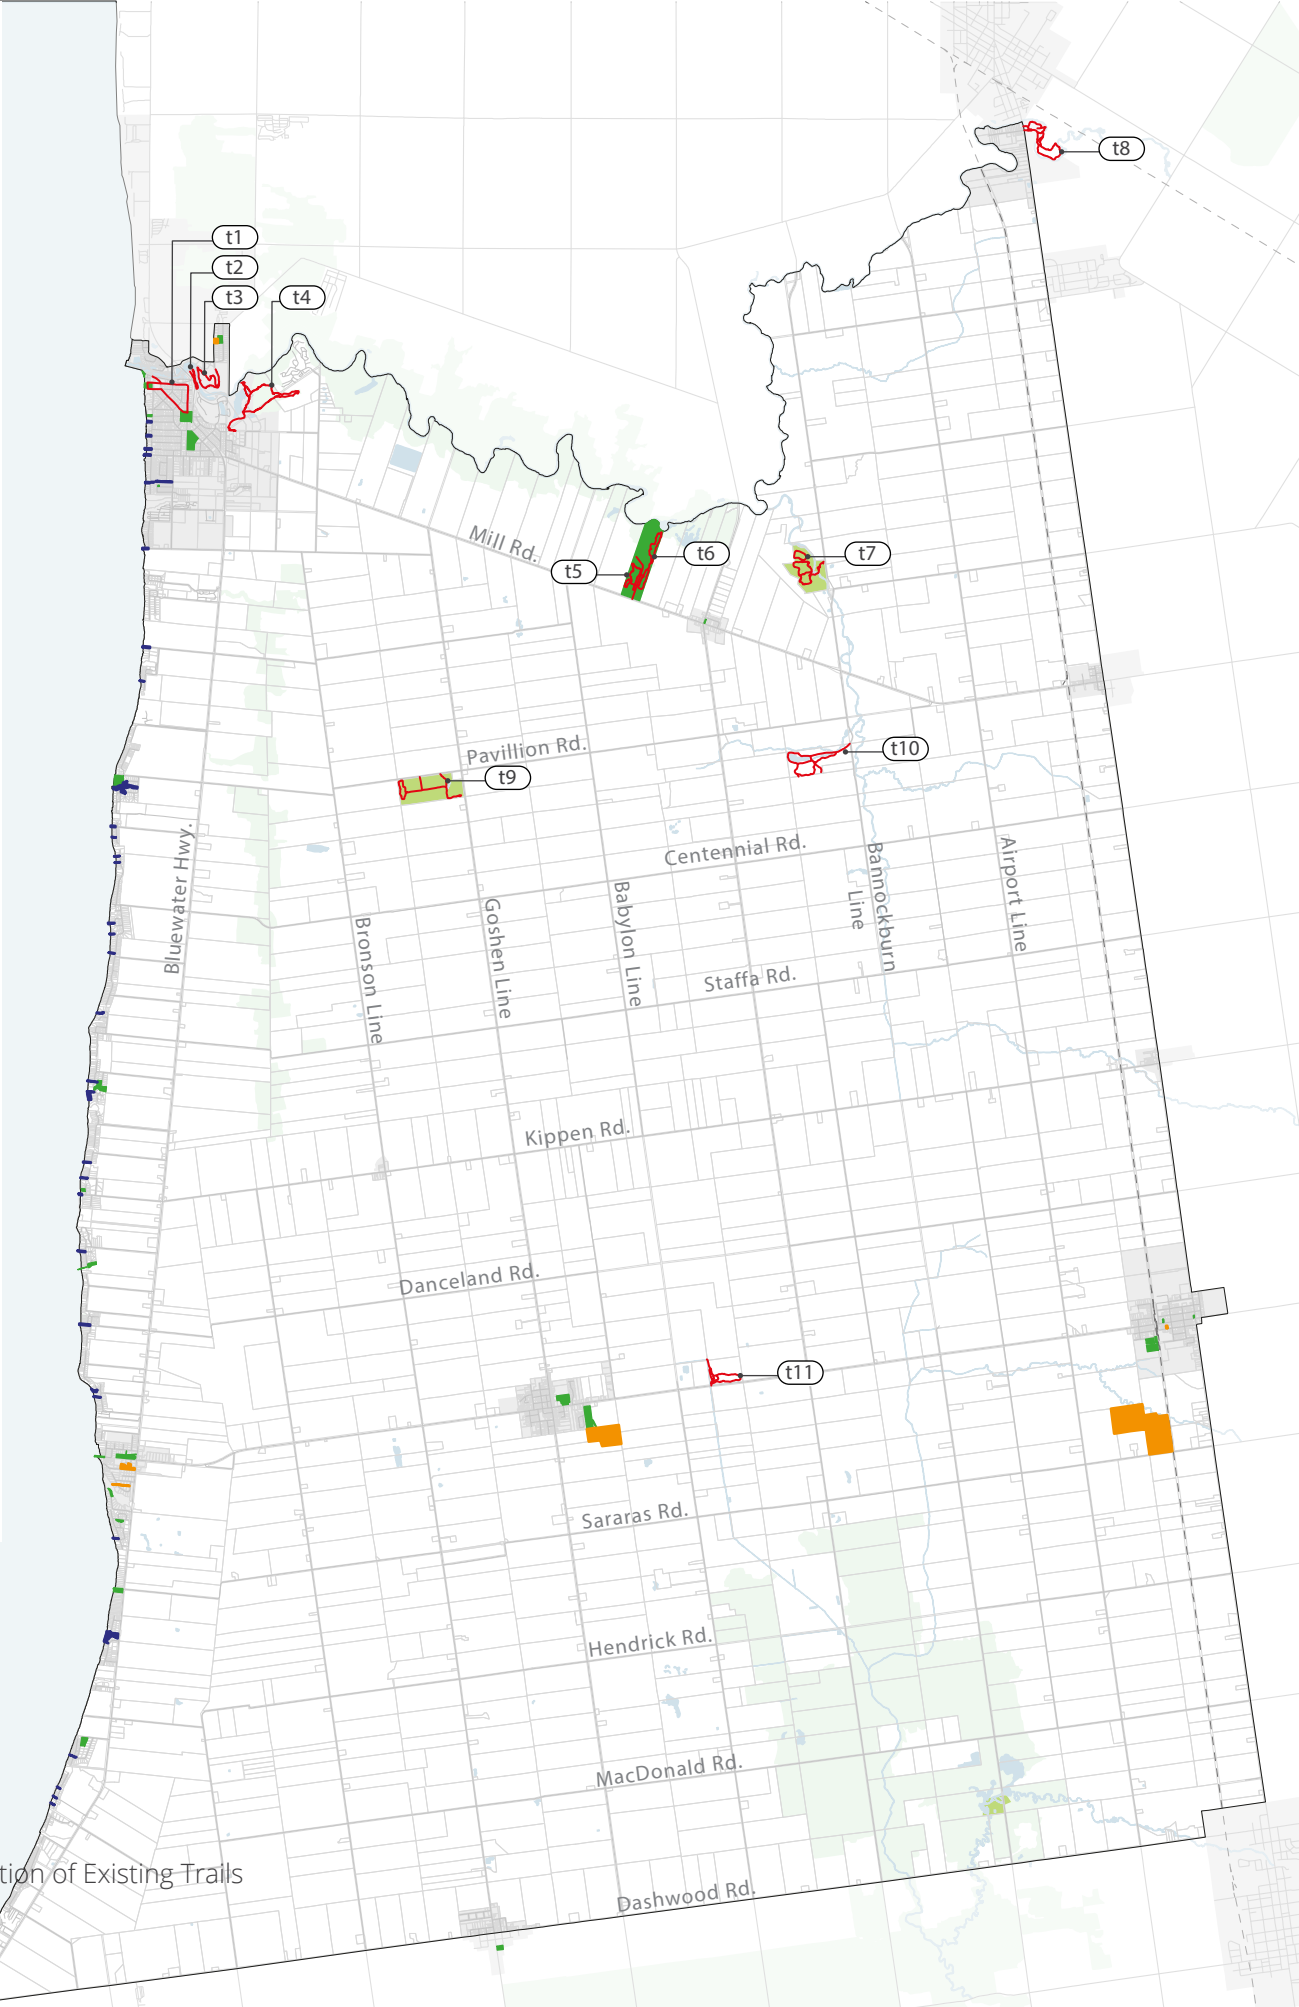 t8
t1
t2
t3
t4
Mill Rd.
t6
t7
t5
Pavillion Rd.
t10
t9
Centennial Rd.
Bluewater Hwy.
Bronson Line
Goshen Line
Babylon Line
Bannockburn
Line
Airport Line
Staffa Rd.
Kippen Rd.
Danceland Rd.
t11
Sararas Rd.
Hendrick Rd.
MacDonald Rd.
tion of Existing Trails
Dashwood Rd.